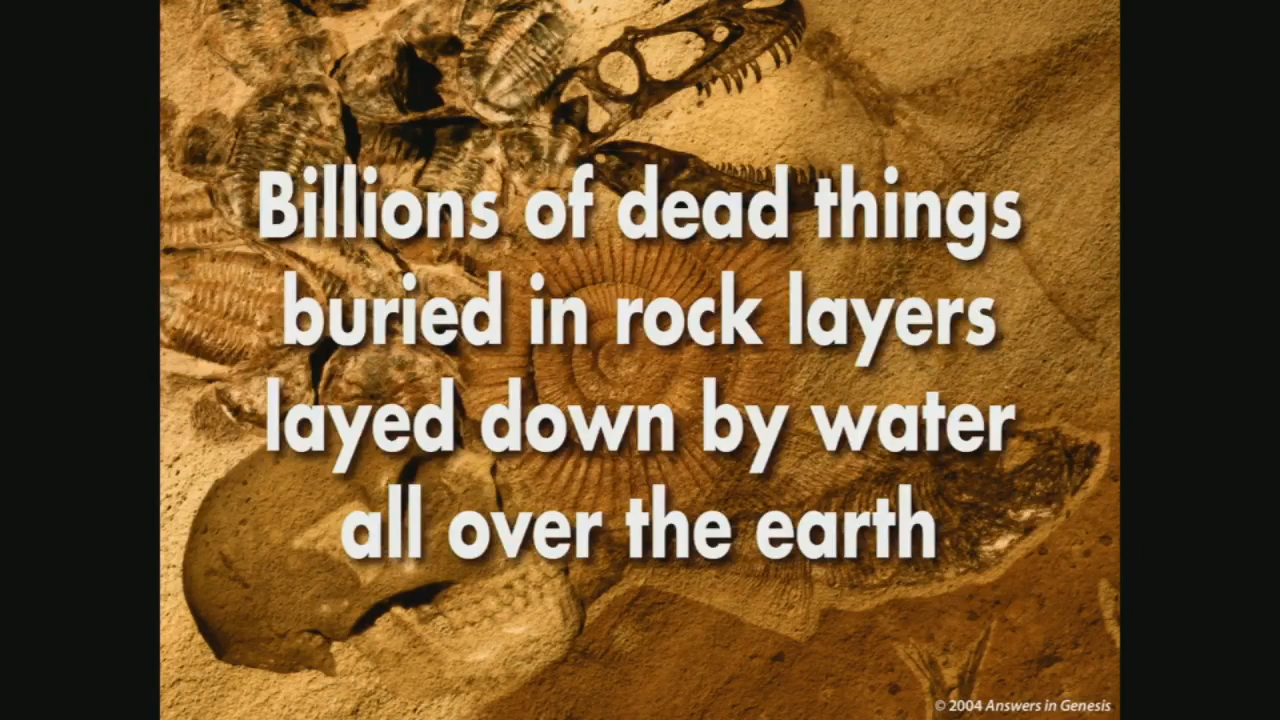 Billions of dead things
buried in rock layers
layed down by water
all over the earth
© 2004 Answers in Genesis